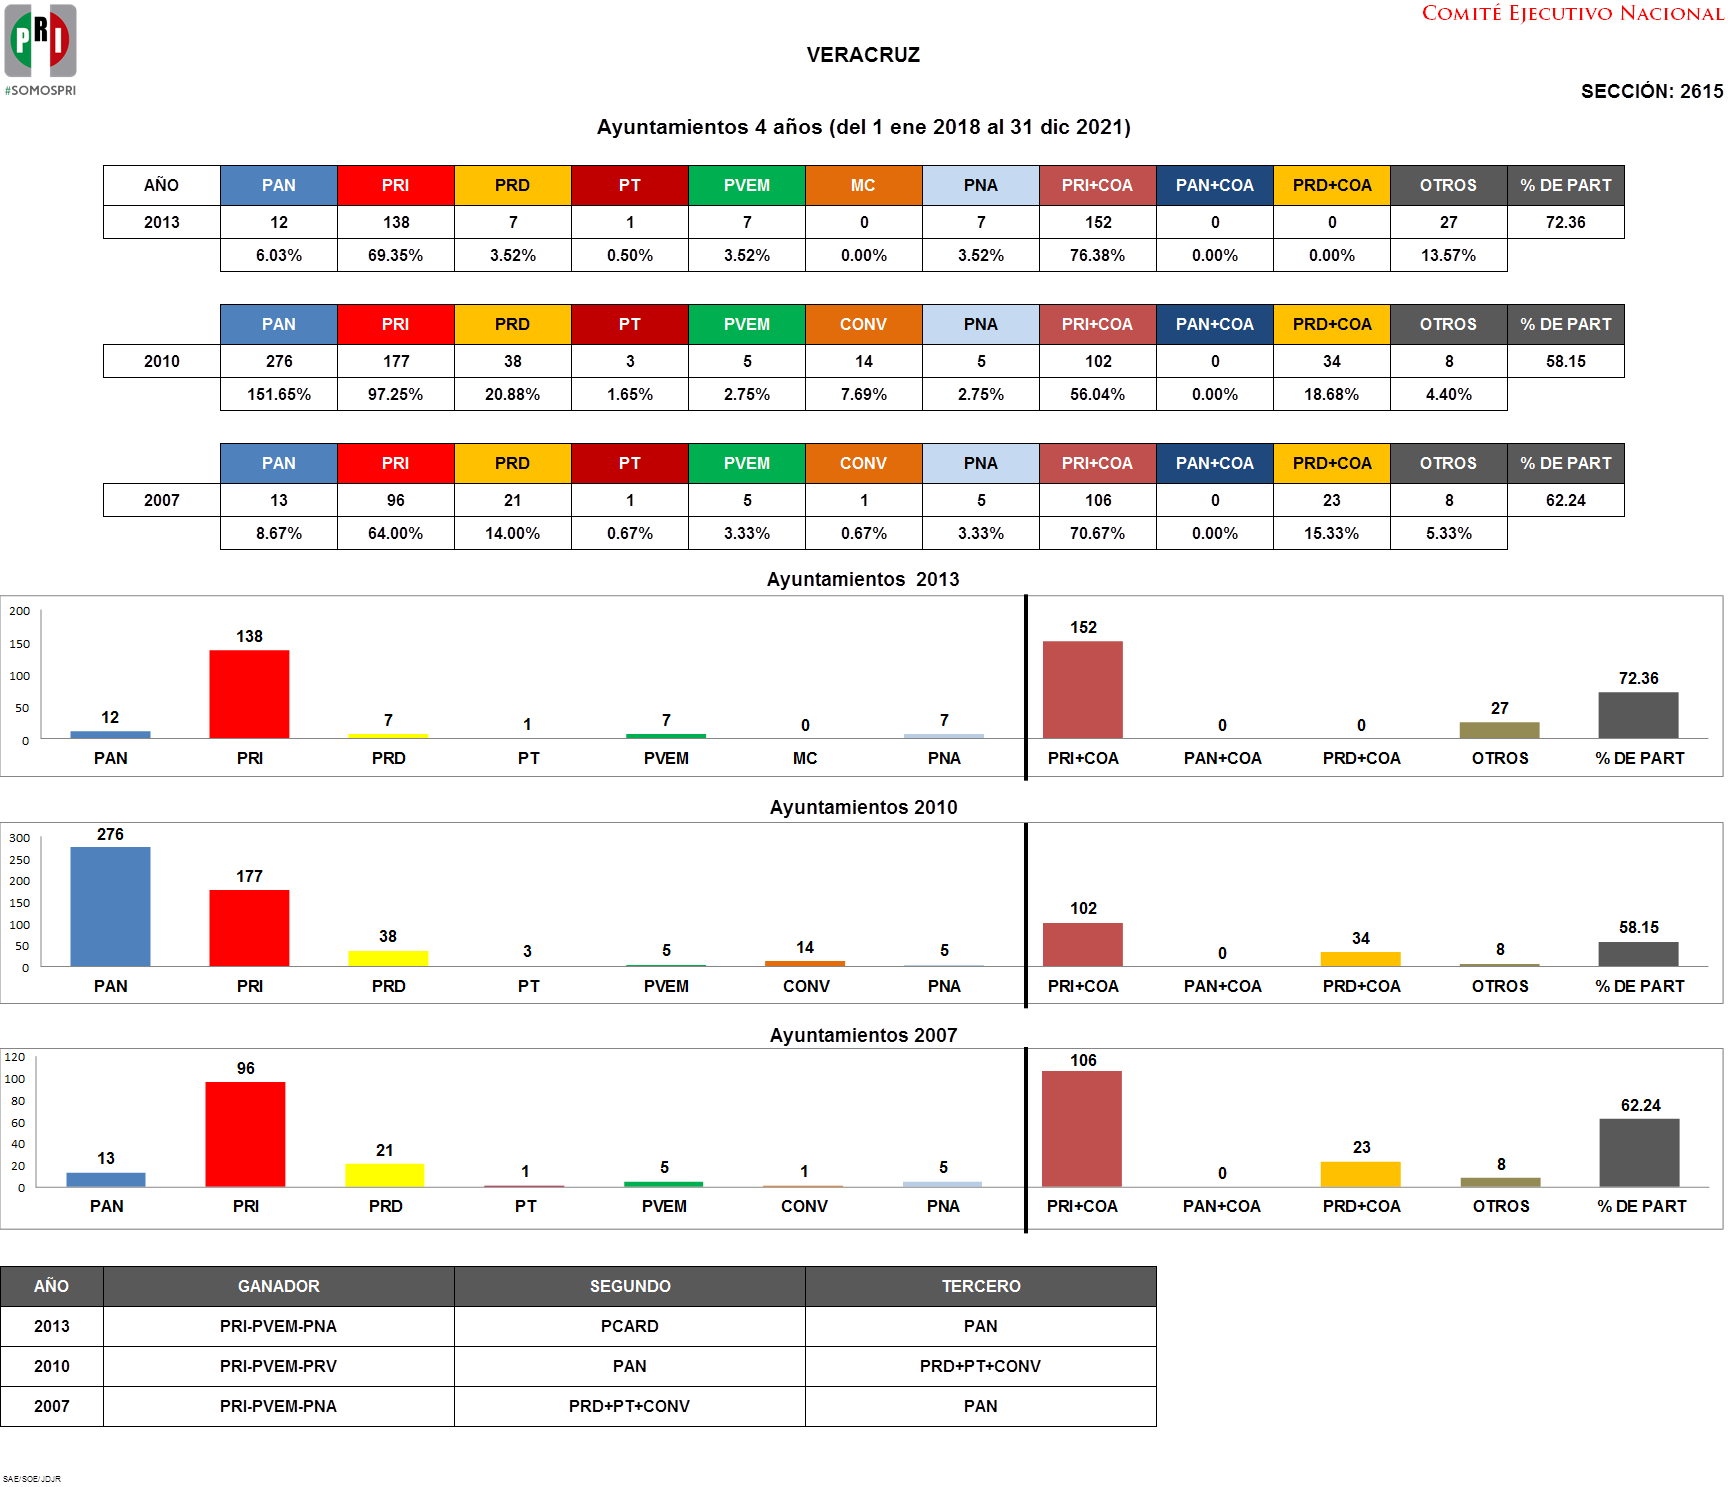 PRI
#SOMOSPRI
COMITÉ EJECUTIVO NACIONAL
VERACRUZ
SECCIÓN: 2615
Ayuntamientos 4 años (del 1 ene 2018 al 31 dic 2021)
AÑO PAN PRI PRD PT PVEM MC PNA PRI+COA PAN+COA PRD+COA OTROS % DE PART
2013 12 138 7 1 7 0 7 152 0 0 27 72.36
6.03% 69.35% 3.52% 0.50% 3.52% 0.00% 3.52% 76.38% 0.00% 0.00% 13.57%
PAN PRI PRD PT PVEM CONV PNA PRI+COA PAN+COA PRD+COA OTROS % DE PART
2010 276 177 38 3 5 14 5 102 0 34 8 58.15
151.65% 97.25% 20.88% 1.65% 2.75% 7.69% 2.75% 56.04% 0.00% 18.68% 4.40%
PAN PRI PRD PT PVEM CONV PNA PRI+COA PAN+COA PRD+COA OTROS % DE PART
2007 13 96 21 1 5 1 5 106 0 23 8 62.24
8.67% 64.00% 14.00% 0.67% 3.33% 0.67% 3.33% 70.67% 0.00% 15.33% 5.33%
Ayuntamientos 2013
200
150
100
50
0
12 138 7 1 7 0 7 152 0 0 27 72.36
PAN PRI PRD PT PVEM MC PNA PRI+COA PAN+COA PRD+COA OTROS % DE PART
Ayuntamientos 2010
300
250
200
150
100
50
0
276 177 38 3 5 14 5 102 0 34 8 58.15
PAN PRI PRD PT PVEM CONV PNA PRI+COA PAN+COA PRD+COA OTROS % DE PART
Ayuntamientos 2007
120
100
80
60
40
20
0
13 96 21 1 5 1 5 106 0 23 8 62.24
PAN PRI PRD PT PVEM CONV PNA PRI+COA PAN+COA PRD+COA OTROS % DE PART
AÑO GANADOR SEGUNDO TERCERO
2013 PRI-PVEM-PNA PCARD PAN
2010 PRI-PVEM-PRV PAN PRD+PT+CONV
2007 PRI-PVEM-PNA PRD+PT+CONV PAN
SAE/SOE/JDJR